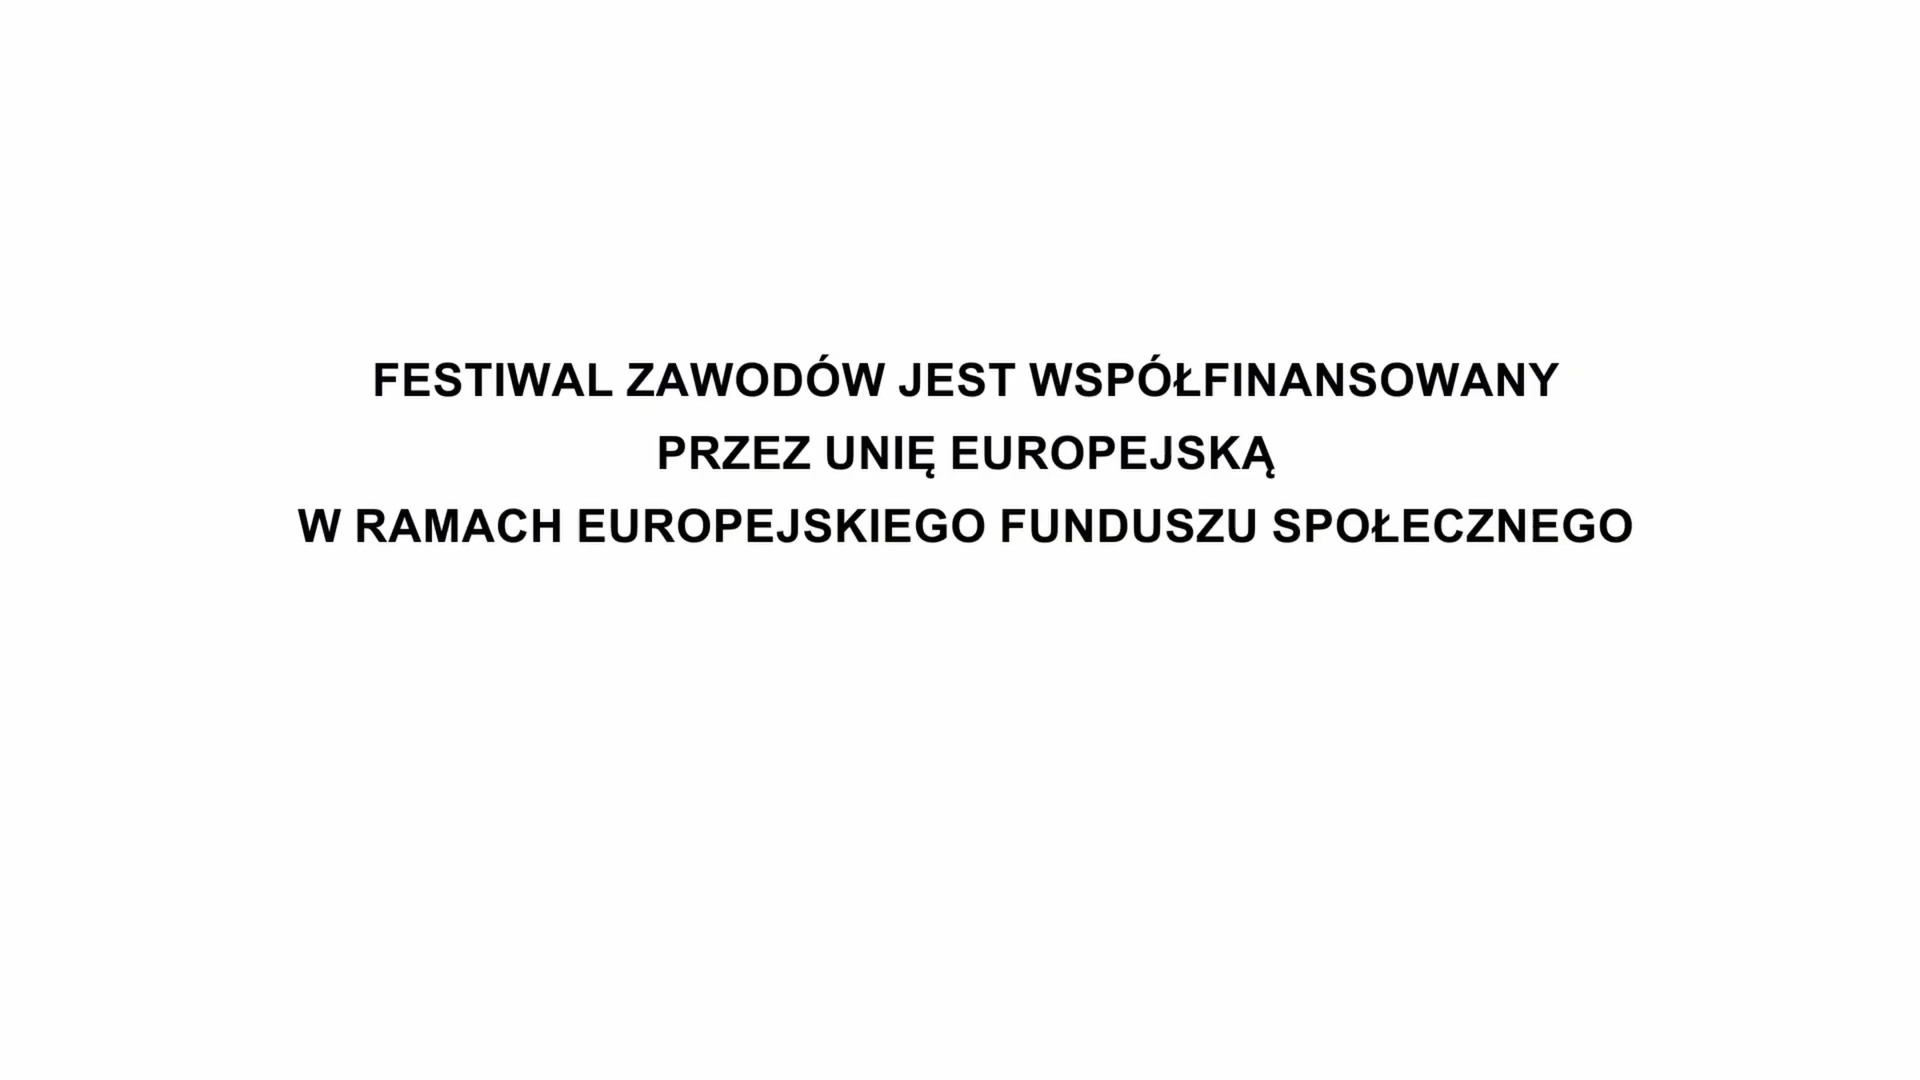 FESTIWAL ZAWODÓW JEST WSPÓŁFINANSOWANY
PRZEZ UNIĘ EUROPEJSKĄ
W RAMACH EUROPEJSKIEGO FUNDUSZU SPOŁECZNEGO